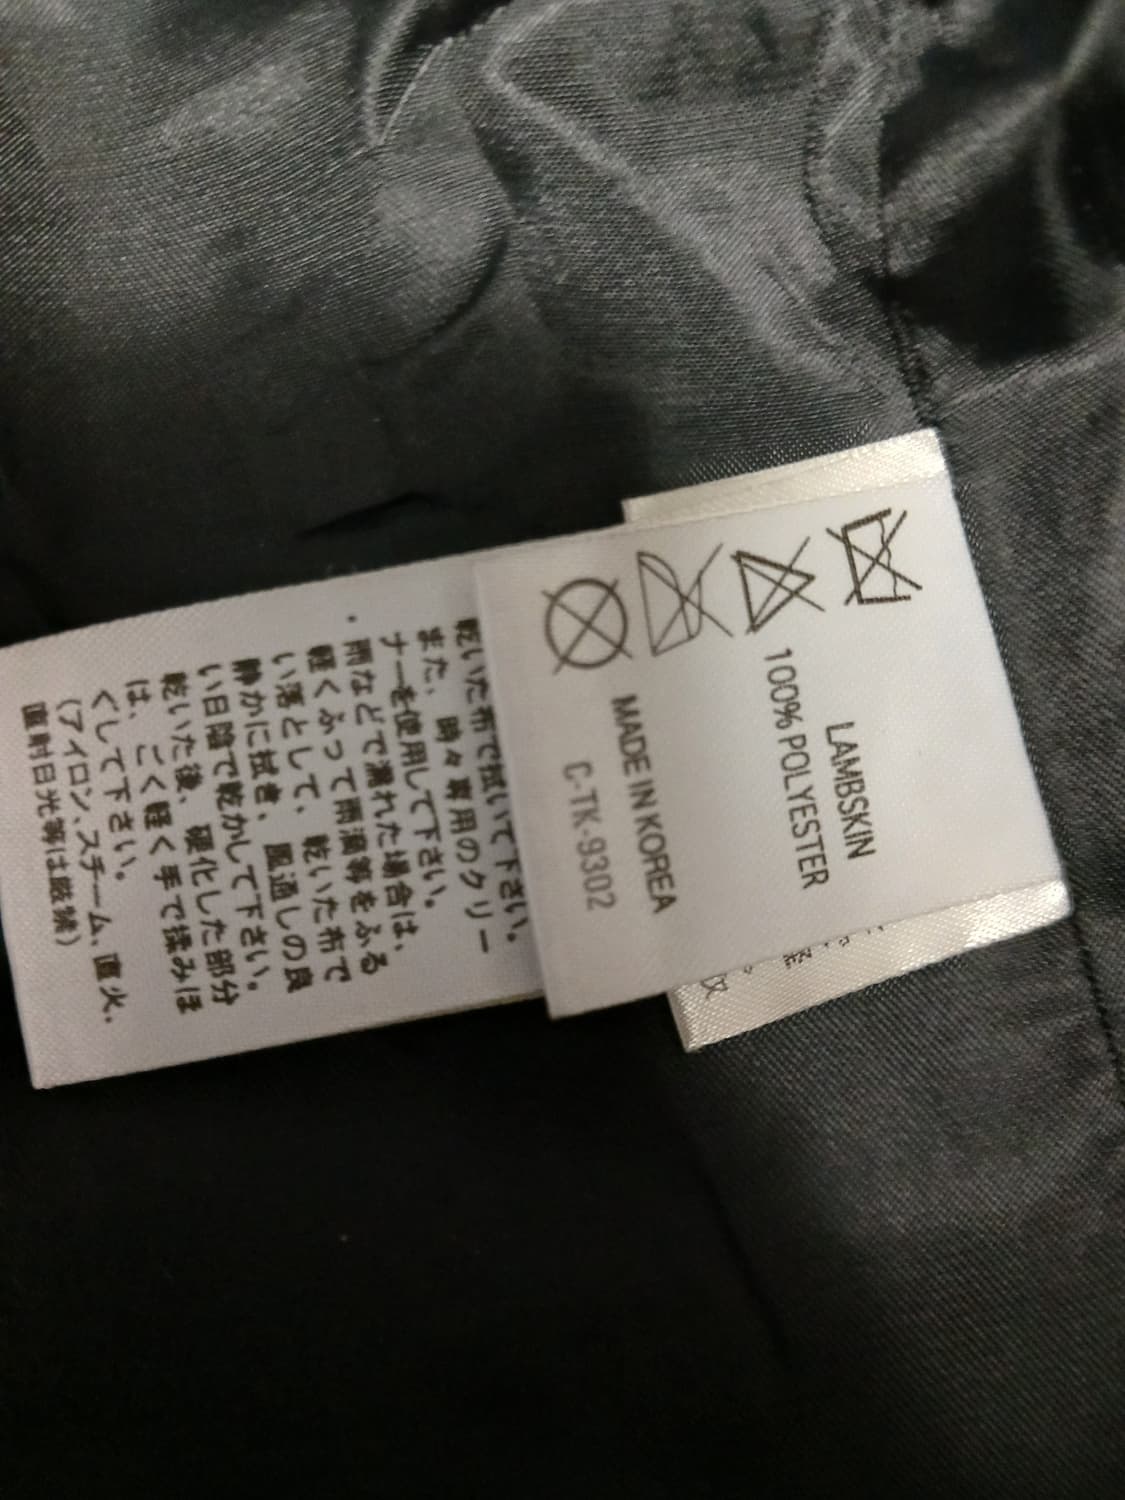 LAMBSKIN
100% POLYESTER
MADE IN KOREA
C-TK-9302
乾いた布で拭いて下さい。
また、時々専用のクリー
ナーを使用して下さい。
・雨などで濡れた場合は、
軽くふって雨滴等をふる
い落として、乾いた布で
静かに拭き、風通しの良
い日陰で乾かして下さい。
乾いた後、硬化した部分
は、ごく軽く手で揉みほ
ぐして下さい。
(アイロン、スチーム、直火、
直射日光等は厳禁)